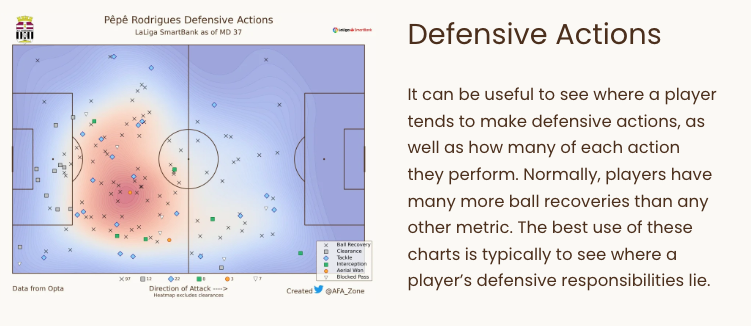 Pêpê Rodrigues Defensive Actions
LaLiga SmartBank as of MD 37
LaLiga SmartBank
Ball Recovery
Clearance
Tackle
Interception
Aerial Won
Blocked Pass
Data from Opta
Direction of Attack ---->
Heatmap excludes clearances
Created @AFA_Zone
Defensive Actions
It can be useful to see where a player
tends to make defensive actions, as
well as how many of each action
they perform. Normally, players have
many more ball recoveries than any
other metric. The best use of these
charts is typically to see where a
player’s defensive responsibilities lie.